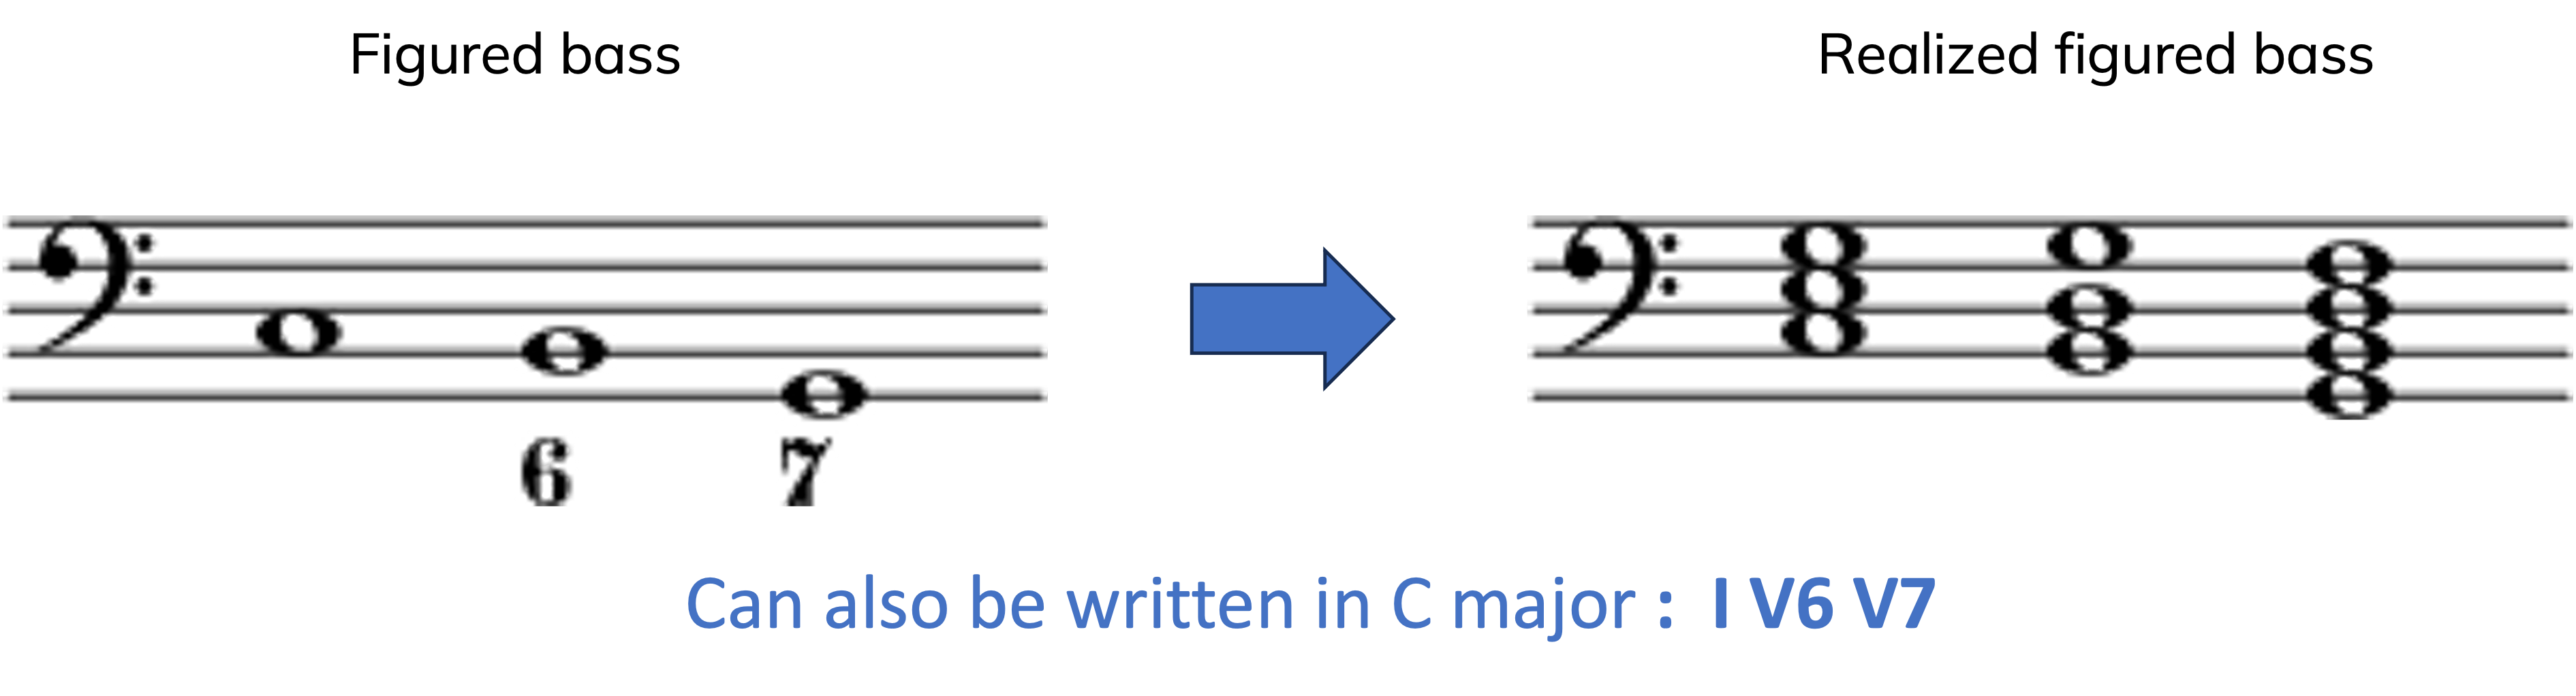 Figured bass
Realized figured bass
6 7
Can also be written in C major : I V6 V7